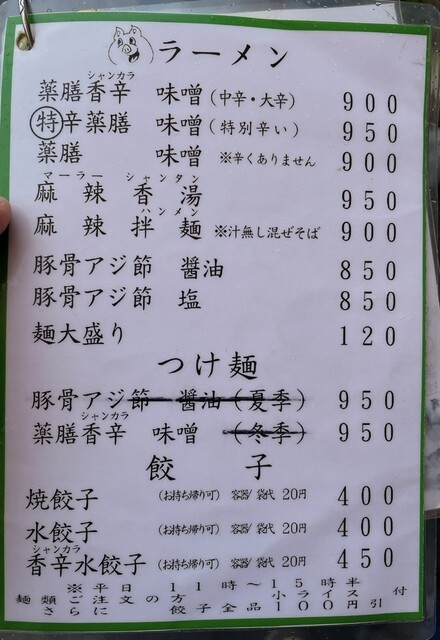 ラーメン
シャンカラ
薬膳香辛 味噌(中辛・大辛) 900
特辛薬膳 味噌(特別辛い) 950
薬膳 味噌 ※辛くありません 900
マーラー シャンタン
麻辣香湯 950
ハンメン
麻辣拌麺 ※汁無し混ぜそば 900
豚骨アジ節 醬油 850
豚骨アジ節 塩 850
麺大盛り 120
つけ麺
豚骨アジ節 醬油(夏季) 950
シャンカラ
薬膳香辛 味噌(冬季) 950
餃子
焼餃子 (お持ち帰り可) 容器/袋代 20円 400
水餃子 (お持ち帰り可) 容器/袋代 20円 400
シャンカラ
香辛水餃子 (お持ち帰り可) 容器/袋代 20円 450
※平日 11時~15時半
麺類ご注文の方 小ライス付
さらに 餃子全品100円引